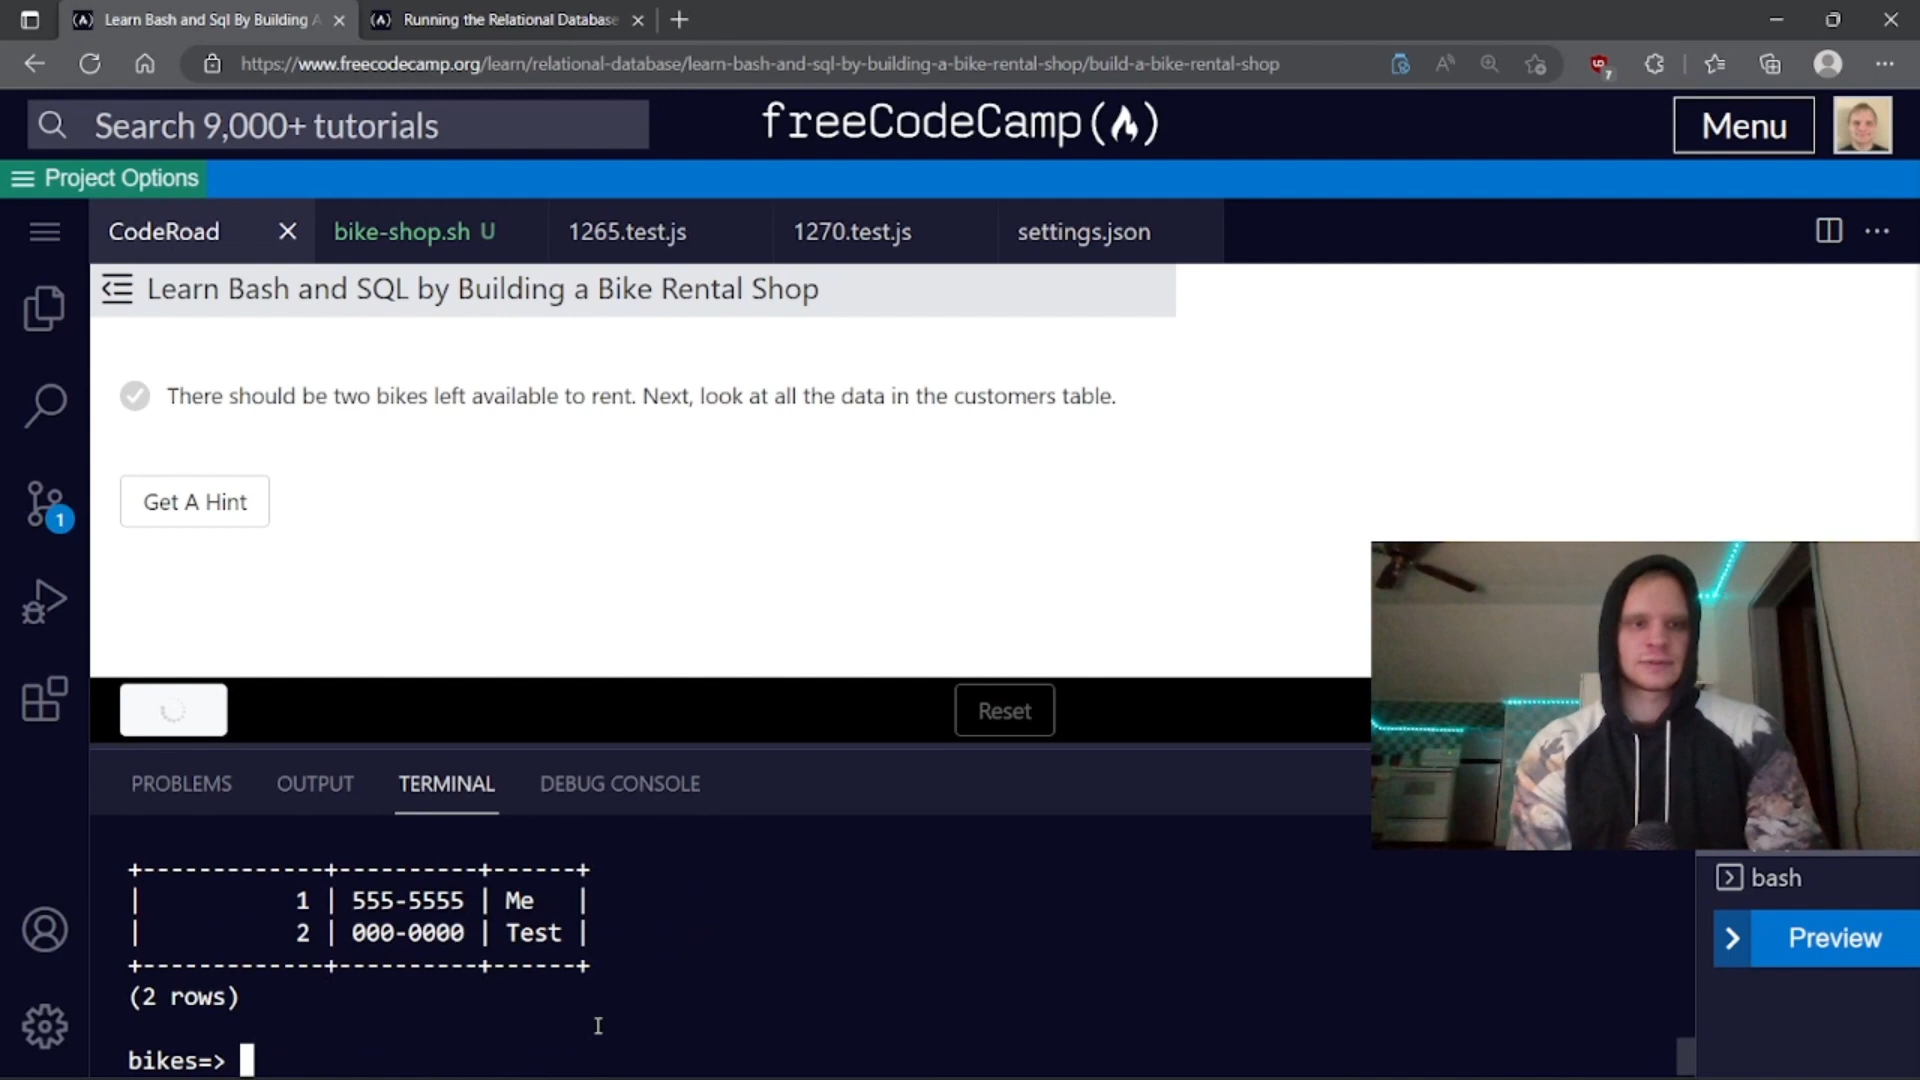 Learn Bash and Sql By Building A
Running the Relational Database
https://www.freecodecamp.org/learn/relational-database/learn-bash-and-sql-by-building-a-bike-rental-shop/build-a-bike-rental-shop
7
Search 9,000+ tutorials
freeCodeCamp
Menu
Project Options
CodeRoad
bike-shop.sh U
1265.test.js
1270.test.js
settings.json
Learn Bash and SQL by Building a Bike Rental Shop
There should be two bikes left available to rent. Next, look at all the data in the customers table.
Get A Hint
1
Reset
PROBLEMS
OUTPUT
TERMINAL
DEBUG CONSOLE
+-------------+----------+------+
| 1 | 555-5555 | Me |
| 2 | 000-0000 | Test |
+-------------+----------+------+
(2 rows)
bikes=>
bash
Preview